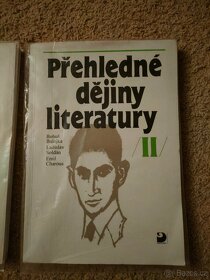 Přehledné
dějiny
literatury
/II/
Bohuš
Balajka
Ladislav
Soldán
Emil
Charous